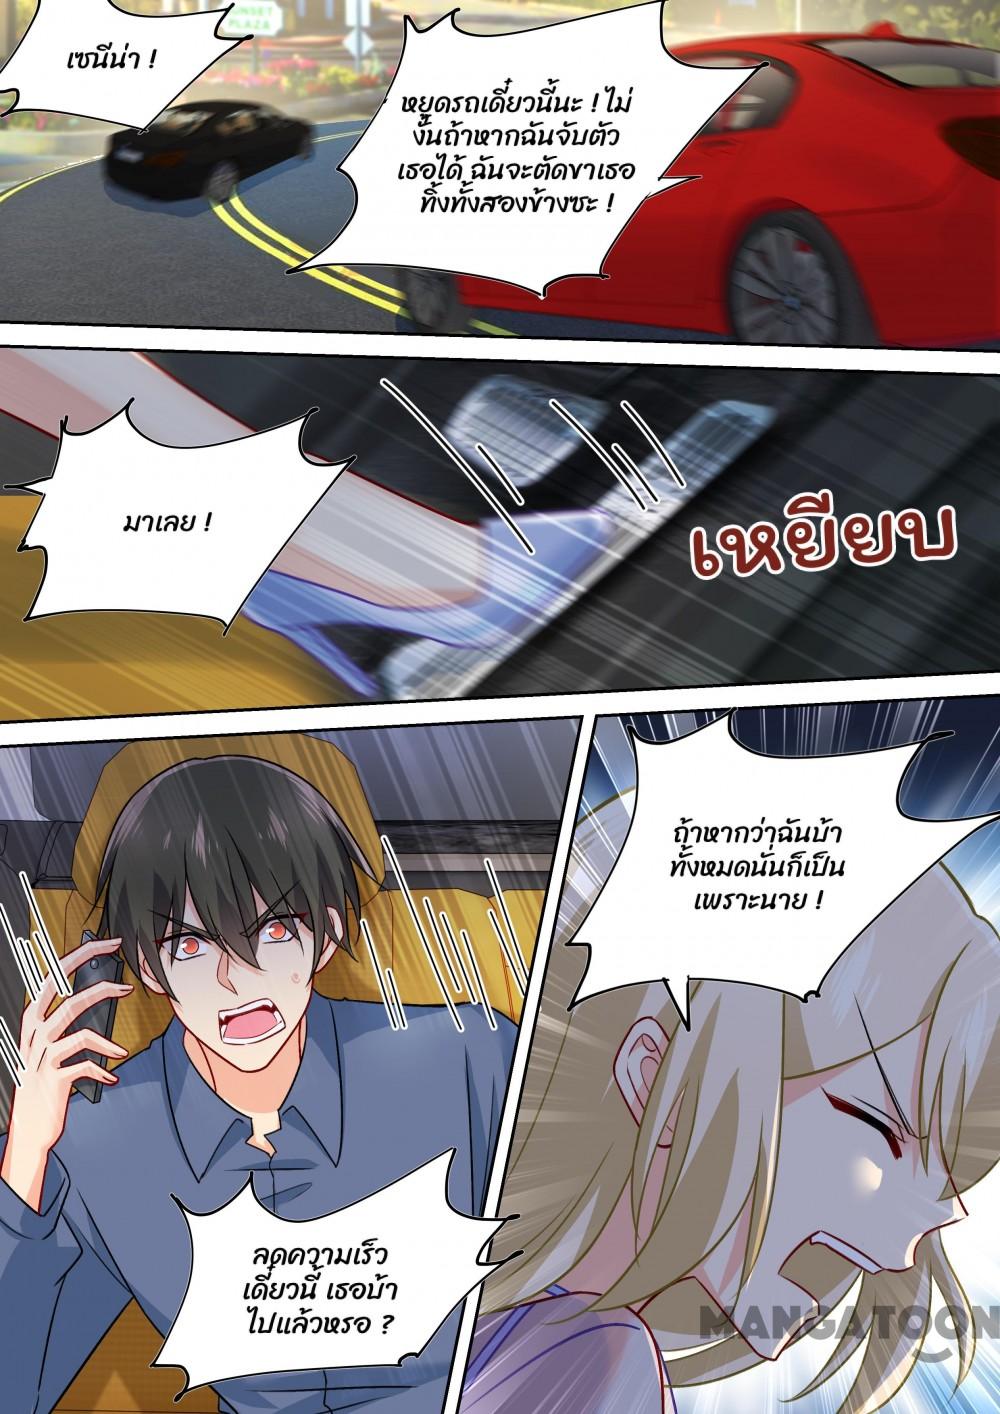 SUNSET
PLAZA
เซนีน่า !
หยุดรถเดี๋ยวนี้นะ ! ไม่
งั้นถ้าหากฉันจับตัว
เธอได้ ฉันจะตัดขาเธอ
ทิ้งทั้งสองข้างซะ !
มาเลย !
เหยียบ
ถ้าหากว่าฉันบ้า
ทั้งหมดนั่นก็เป็น
เพราะนาย !
ลดความเร็ว
เดี๋ยวนี้ เธอบ้า
ไปแล้วหรอ ?
MANGATOON